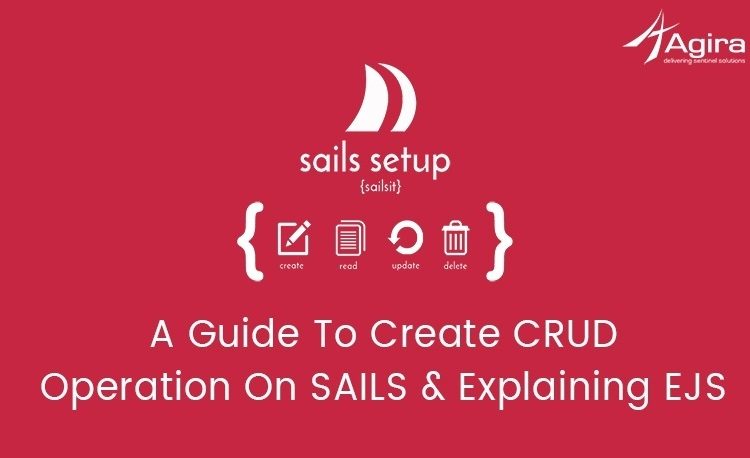 Agira
delivering sentinel solutions
sails setup
{sailsit}
{ create read update delete }
A Guide To Create CRUD
Operation On SAILS & Explaining EJS